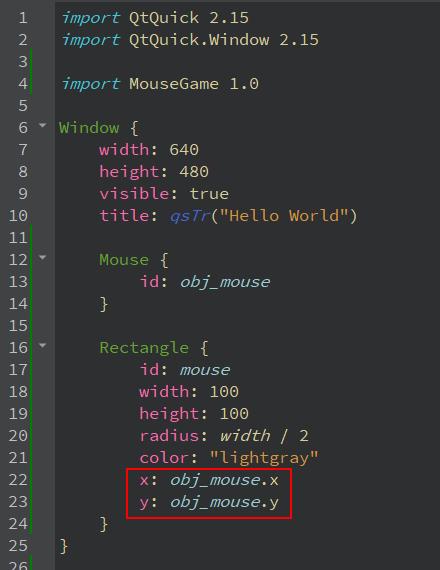 1 import QtQuick 2.15
2 import QtQuick.Window 2.15
3
4 import MouseGame 1.0
5
6 Window {
7 width: 640
8 height: 480
9 visible: true
10 title: qsTr("Hello World")
11
12 Mouse {
13 id: obj_mouse
14 }
15
16 Rectangle {
17 id: mouse
18 width: 100
19 height: 100
20 radius: width / 2
21 color: "lightgray"
22 x: obj_mouse.x
23 y: obj_mouse.y
24 }
25 }
26